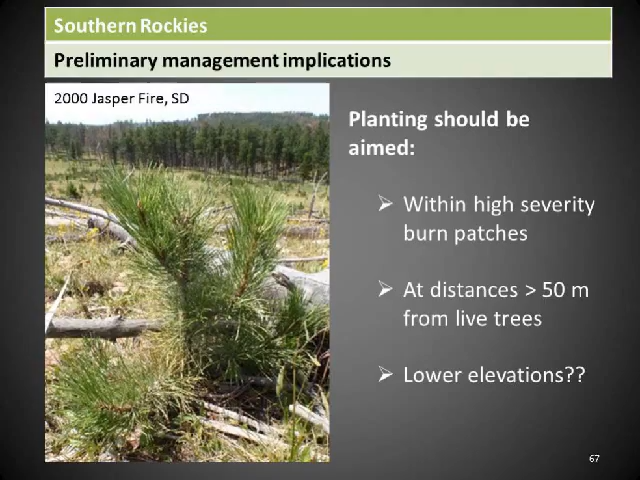 Southern Rockies
Preliminary management implications
2000 Jasper Fire, SD
Planting should be
aimed:
➢ Within high severity
burn patches
➢ At distances > 50 m
from live trees
➢ Lower elevations??
67